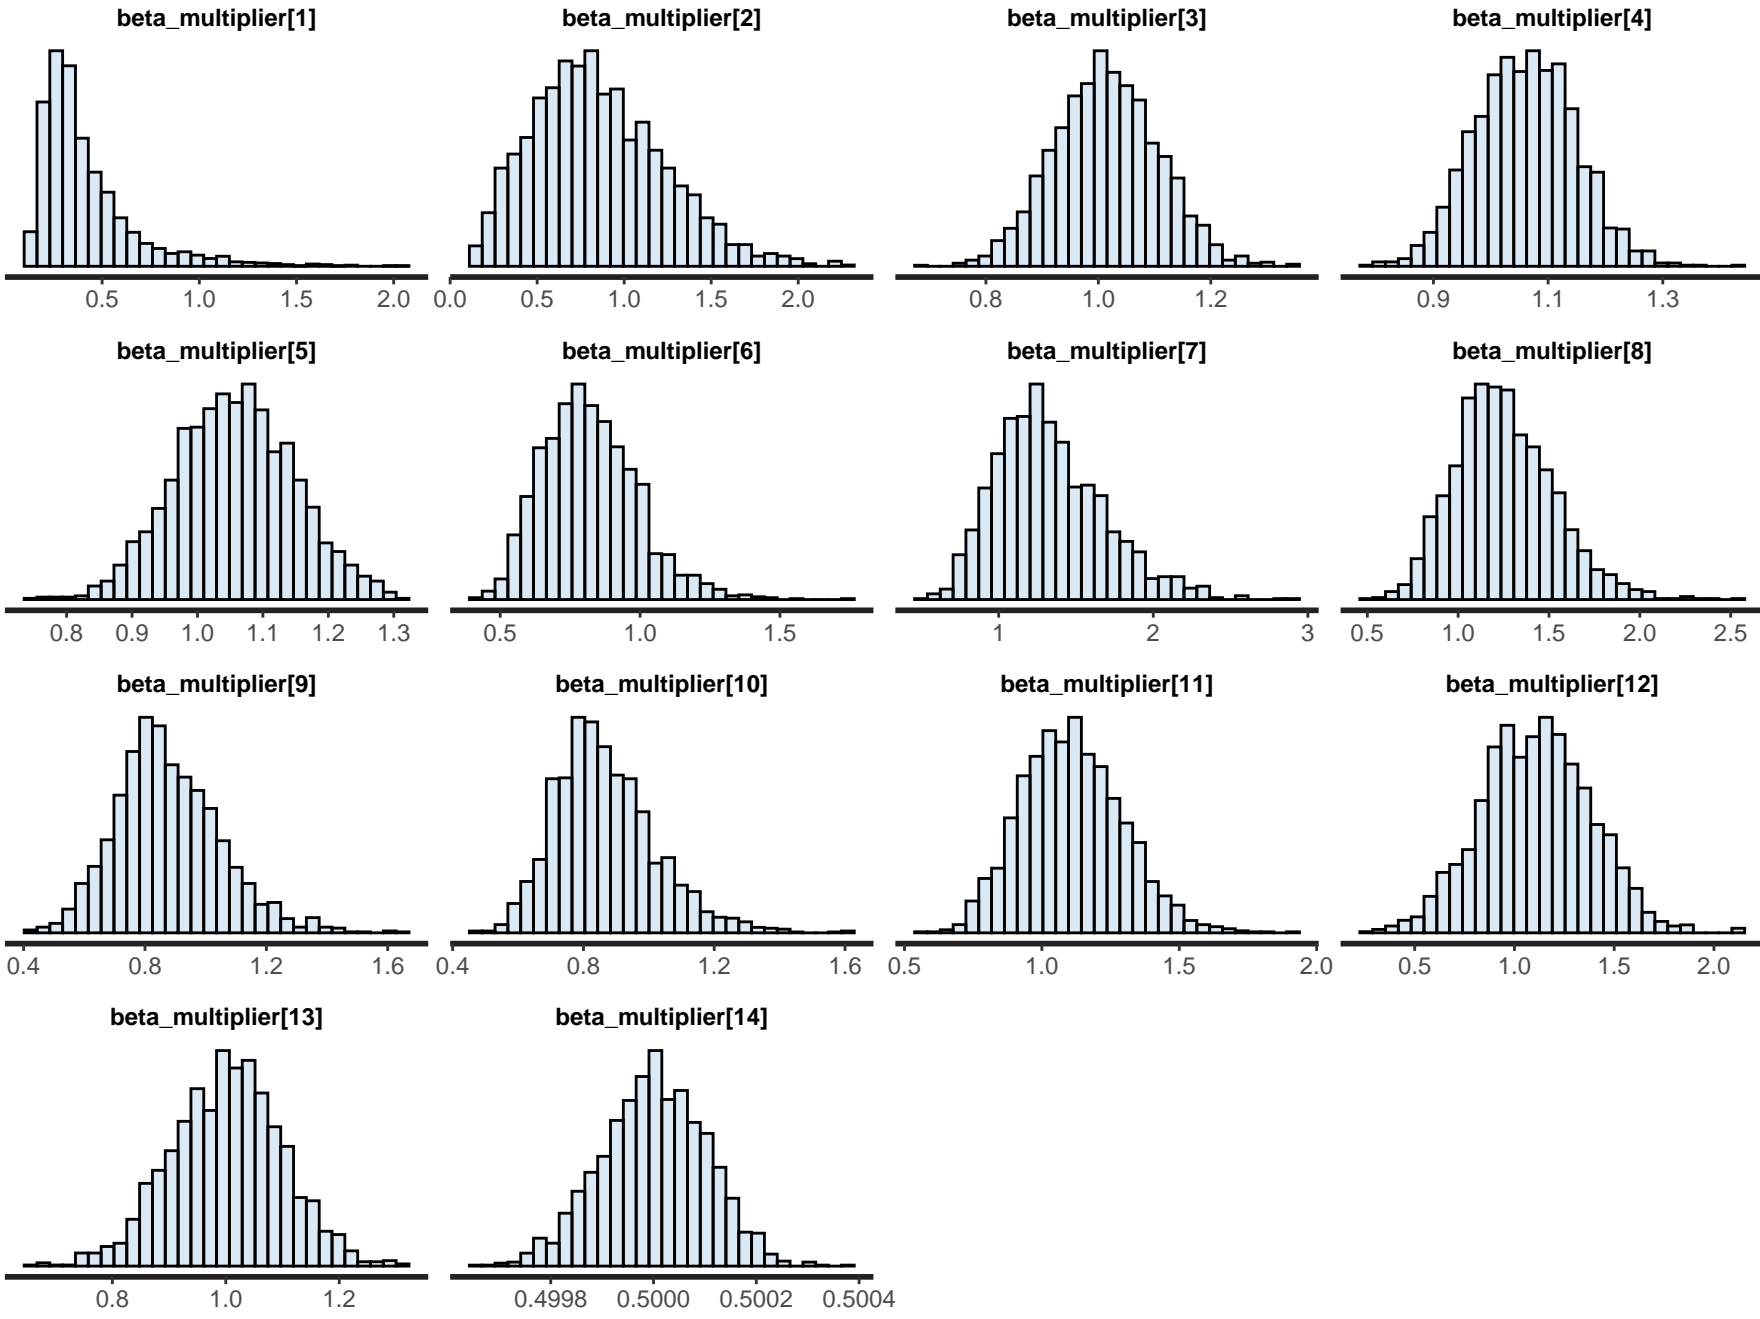 beta_multiplier[1] beta_multiplier[2] beta_multiplier[3] beta_multiplier[4]
0.5 1.0 1.5 2.0 0.0 0.5 1.0 1.5 2.0 0.8 1.0 1.2 0.9 1.1 1.3
beta_multiplier[5] beta_multiplier[6] beta_multiplier[7] beta_multiplier[8]
0.8 0.9 1.0 1.1 1.2 1.3 0.5 1.0 1.5 1 2 3 0.5 1.0 1.5 2.0 2.5
beta_multiplier[9] beta_multiplier[10] beta_multiplier[11] beta_multiplier[12]
0.4 0.8 1.2 1.6 0.4 0.8 1.2 1.6 0.5 1.0 1.5 2.0 0.5 1.0 1.5 2.0
beta_multiplier[13] beta_multiplier[14]
0.8 1.0 1.2 0.4998 0.5000 0.5002 0.5004